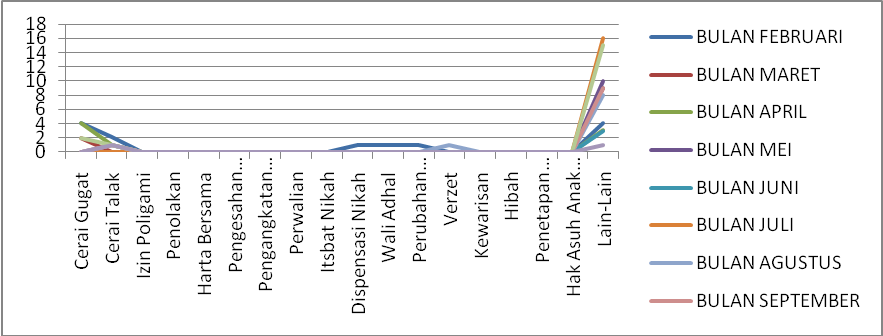 18
16
14
12
10
8
6
4
2
0
Cerai Gugat
Cerai Talak
Izin Poligami
Penolakan
Harta Bersama
Pengesahan…
Pengangkatan…
Perwalian
Itsbat Nikah
Dispensasi Nikah
Wali Adhal
Perubahan…
Verzet
Kewarisan
Hibah
Penetapan…
Hak Asuh Anak…
Lain-Lain
BULAN FEBRUARI
BULAN MARET
BULAN APRIL
BULAN MEI
BULAN JUNI
BULAN JULI
BULAN AGUSTUS
BULAN SEPTEMBER